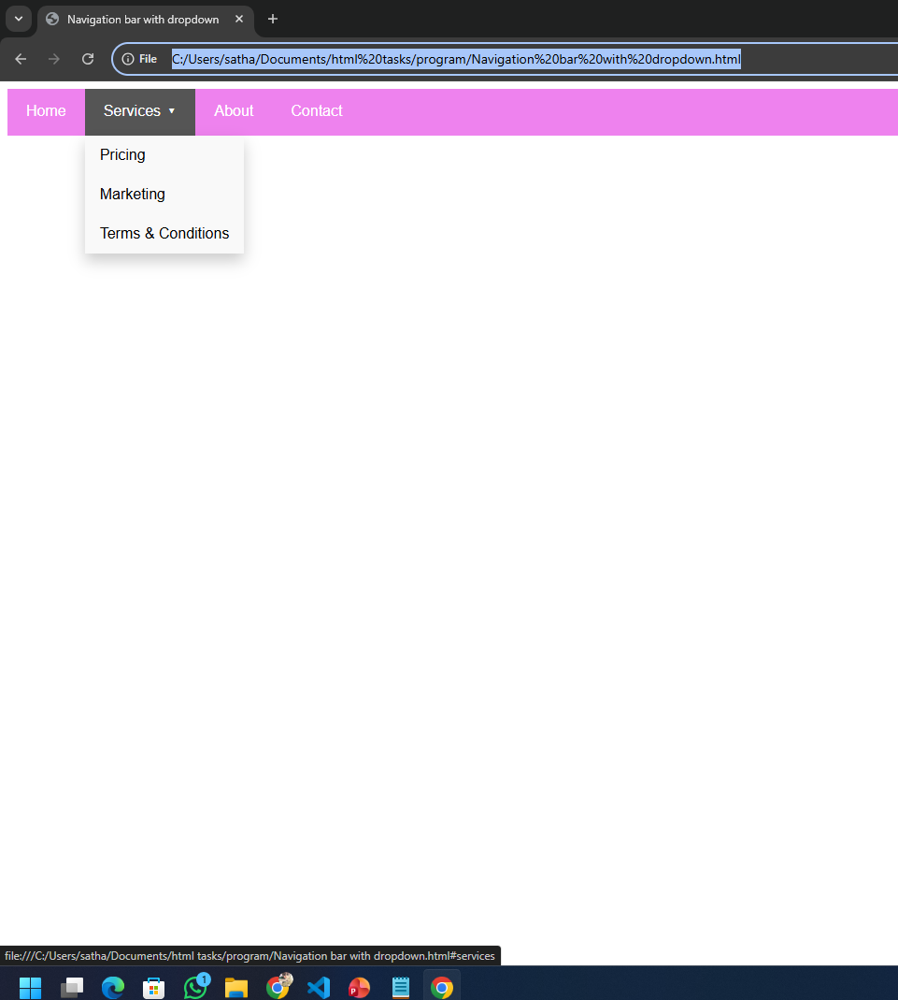 Navigation bar with dropdown
File C:/Users/satha/Documents/html%20tasks/program/Navigation%20bar%20with%20dropdown.html
Home Services ▼ About Contact
Pricing
Marketing
Terms & Conditions
file:///C:/Users/satha/Documents/html tasks/program/Navigation bar with dropdown.html#services
1
P